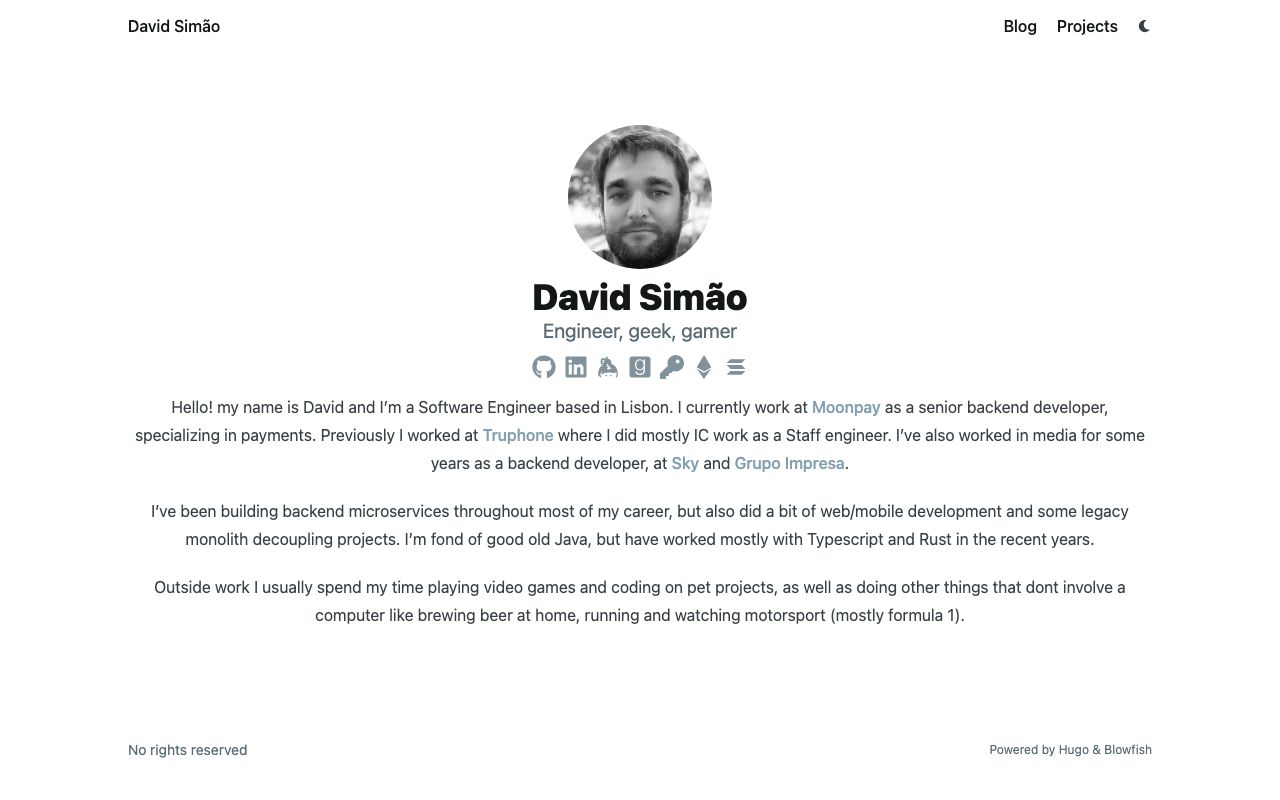 David Simão
Blog
Projects
David Simão
Engineer, geek, gamer
Hello! my name is David and I’m a Software Engineer based in Lisbon. I currently work at Moonpay as a senior backend developer,
specializing in payments. Previously I worked at Truphone where I did mostly IC work as a Staff engineer. I’ve also worked in media for some
years as a backend developer, at Sky and Grupo Impresa.
I’ve been building backend microservices throughout most of my career, but also did a bit of web/mobile development and some legacy
monolith decoupling projects. I’m fond of good old Java, but have worked mostly with Typescript and Rust in the recent years.
Outside work I usually spend my time playing video games and coding on pet projects, as well as doing other things that dont involve a
computer like brewing beer at home, running and watching motorsport (mostly formula 1).
No rights reserved
Powered by Hugo & Blowfish